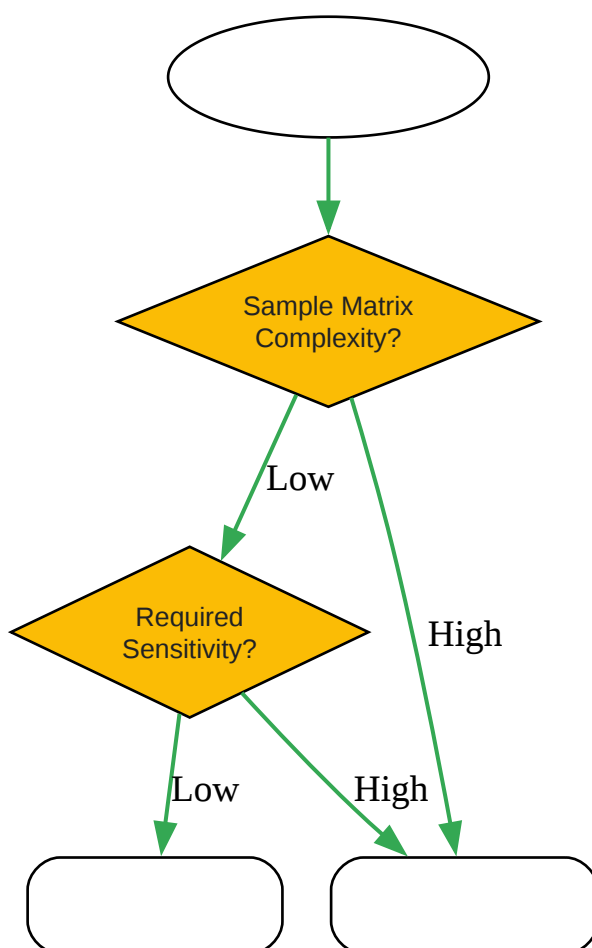 Sample Matrix
Complexity?
Low
Required
Sensitivity?
High
Low
High